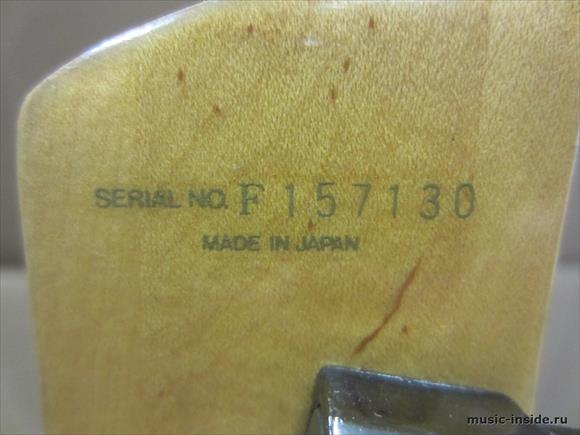 SERIAL NO. F 157130
MADE IN JAPAN
music-inside.ru